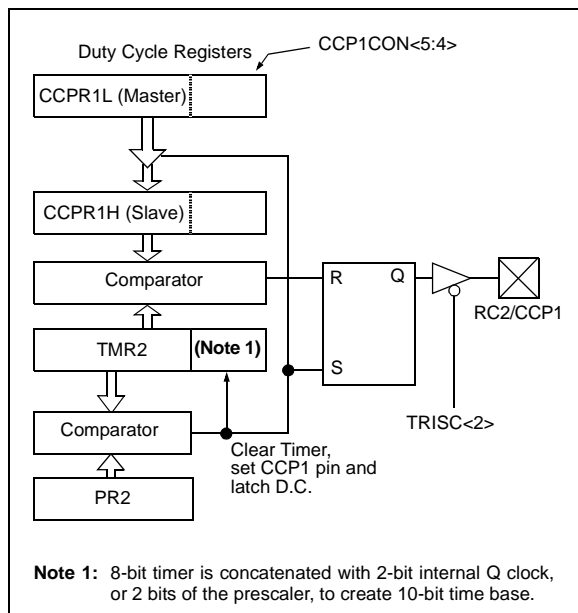 Duty Cycle Registers
CCP1CON<5:4>
CCPR1L (Master)
CCPR1H (Slave)
Comparator
R
Q
RC2/CCP1
TMR2
(Note 1)
S
TRISC<2>
Comparator
Clear Timer,
set CCP1 pin and
latch D.C.
PR2
Note 1: 8-bit timer is concatenated with 2-bit internal Q clock,
or 2 bits of the prescaler, to create 10-bit time base.